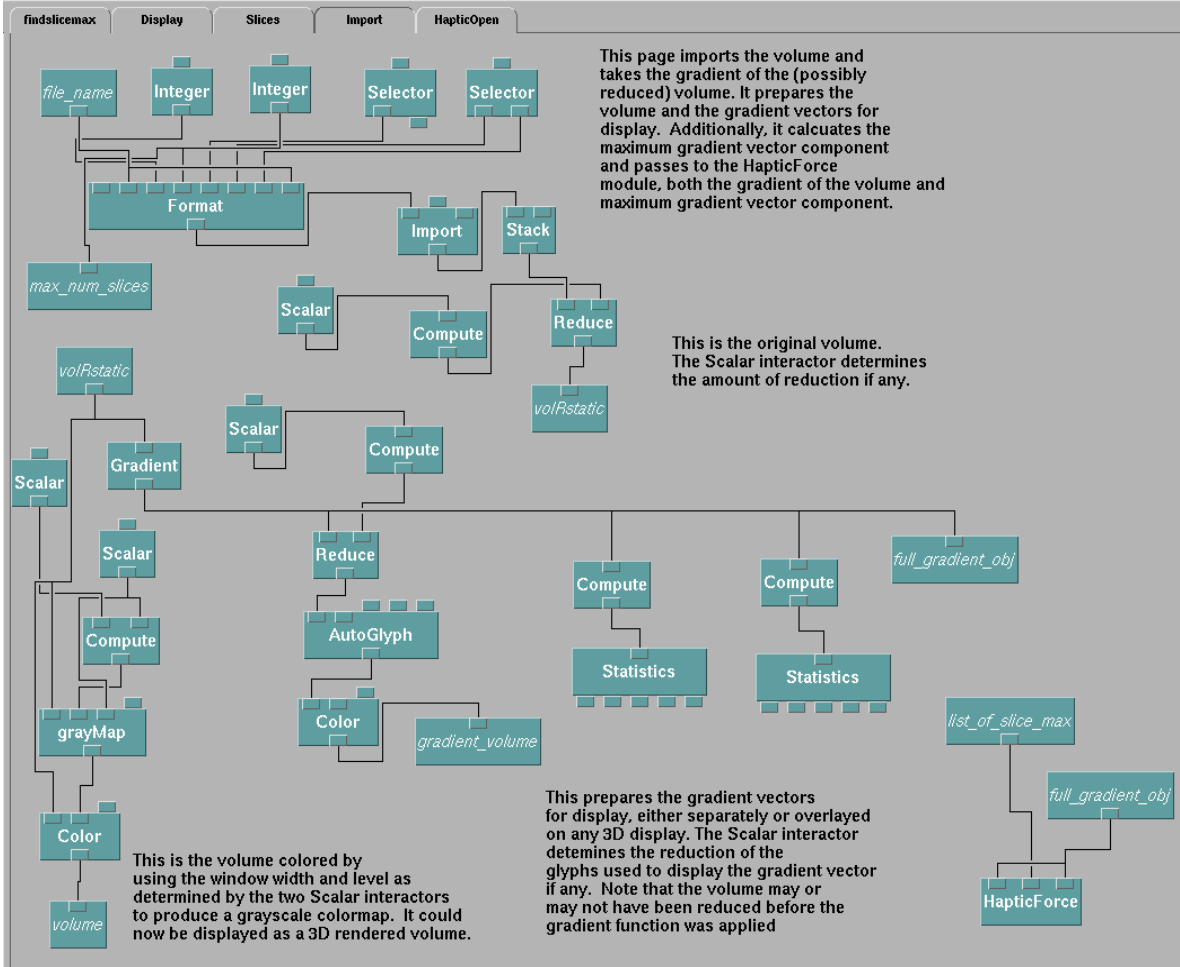 findslicemax
Display
Slices
Import
HapticOpen
file_name
Integer
Integer
Selector
Selector
This page imports the volume and
takes the gradient of the (possibly
reduced) volume. It prepares the
volume and the gradient vectors for
display. Additionally, it calcuates the
maximum gradient vector component
and passes to the HapticForce
module, both the gradient of the volume and
maximum gradient vector component.
Format
Import
Stack
max_num_slices
Scalar
Compute
Reduce
This is the original volume.
The Scalar interactor determines
the amount of reduction if any.
volRstatic
volRstatic
Scalar
Compute
Scalar
Gradient
Scalar
Reduce
Compute
Compute
full_gradient_obj
Compute
AutoGlyph
Statistics
Statistics
grayMap
Color
gradient_volume
list_of_slice_max
full_gradient_obj
Color
volume
This is the volume colored by
using the window width and level as
determined by the two Scalar interactors
to produce a grayscale colormap. It could
now be displayed as a 3D rendered volume.
This prepares the gradient vectors
for display, either separately or overlayed
on any 3D display. The Scalar interactor
detemines the reduction of the
glyphs used to display the gradient vector
if any. Note that the volume may or
may not have been reduced before the
gradient function was applied
HapticForce